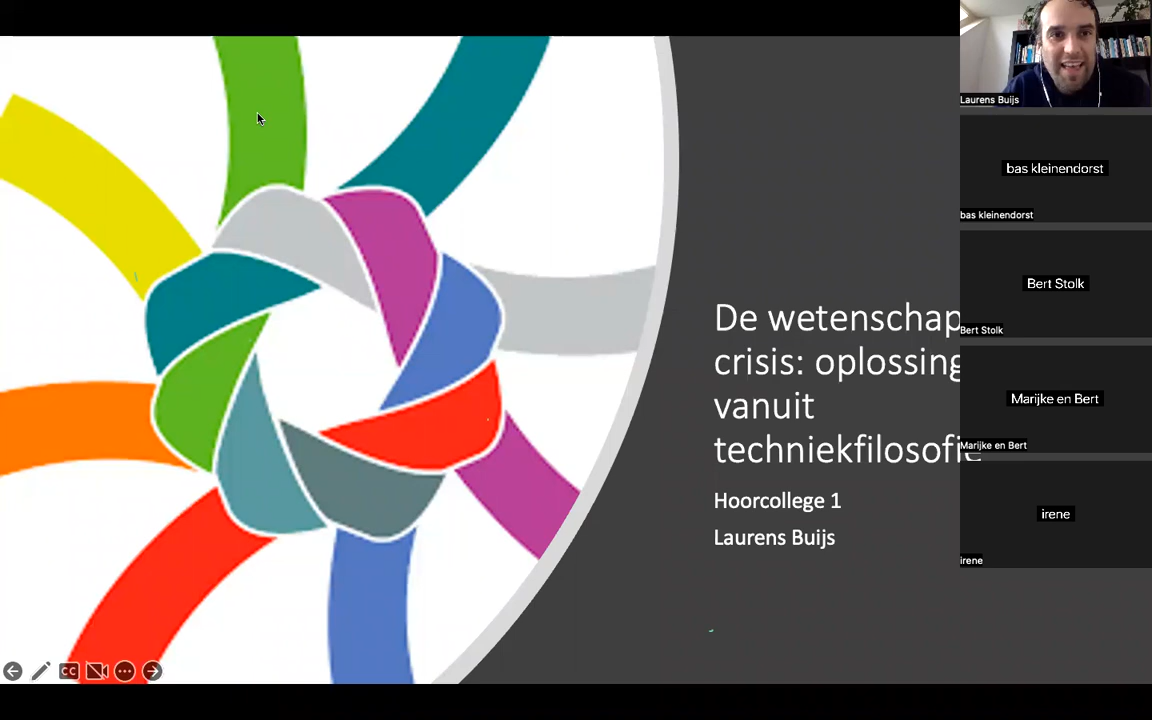 De wetenschap
crisis: oplossing
vanuit
techniekfilosofie
Hoorcollege 1
Laurens Buijs
Laurens Buijs
bas kleinendorst
bas kleinendorst
Bert Stolk
Bert Stolk
Marijke en Bert
Marijke en Bert
irene
irene
CC